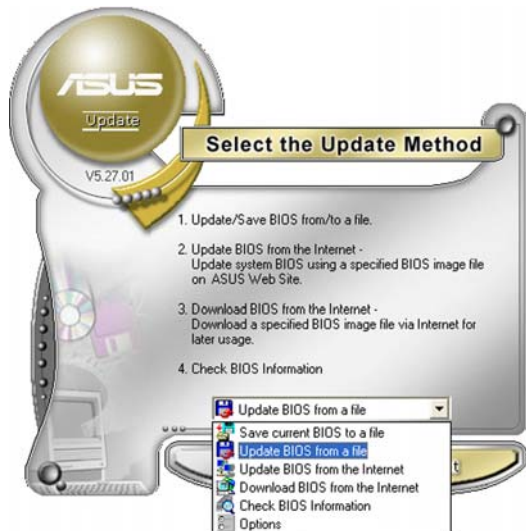 ASUS
Update
V5.27.01
Select the Update Method
1. Update/Save BIOS from/to a file.
2. Update BIOS from the Internet -
Update system BIOS using a specified BIOS image file
on ASUS Web Site.
3. Download BIOS from the Internet -
Download a specified BIOS image file via Internet for
later usage.
4. Check BIOS Information
Update BIOS from a file
Save current BIOS to a file
Update BIOS from a file
Update BIOS from the Internet
Download BIOS from the Internet
Check BIOS Information
Options